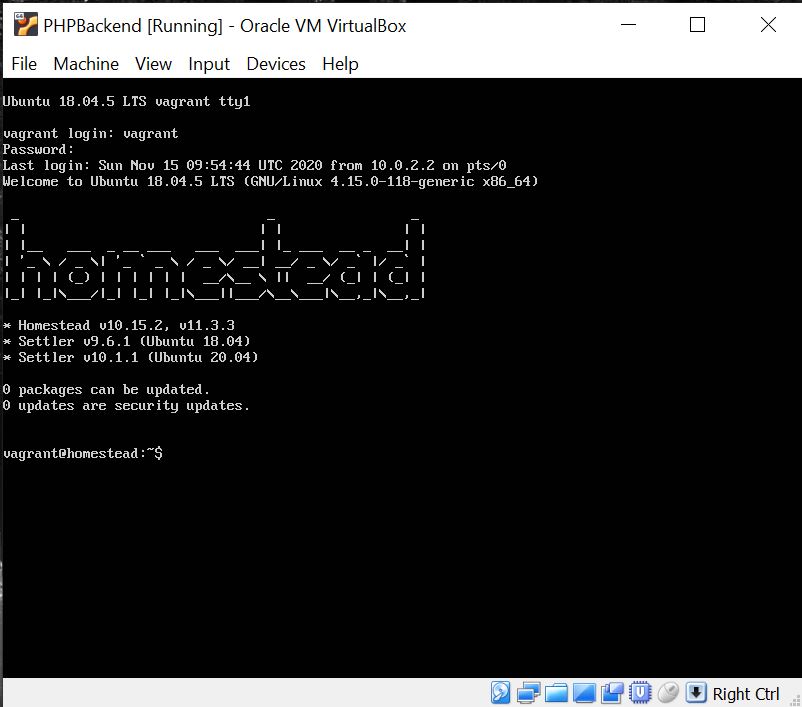 PHPBackend [Running] - Oracle VM VirtualBox
File Machine View Input Devices Help
Ubuntu 18.04.5 LTS vagrant tty1
vagrant login: vagrant
Password:
Last login: Sun Nov 15 09:54:44 UTC 2020 from 10.0.2.2 on pts/0
Welcome to Ubuntu 18.04.5 LTS (GNU/Linux 4.15.0-118-generic x86_64)
homestead
* Homestead v10.15.2, v11.3.3
* Settler v9.6.1 (Ubuntu 18.04)
* Settler v10.1.1 (Ubuntu 20.04)
0 packages can be updated.
0 updates are security updates.
vagrant@homestead:~$
Right Ctrl